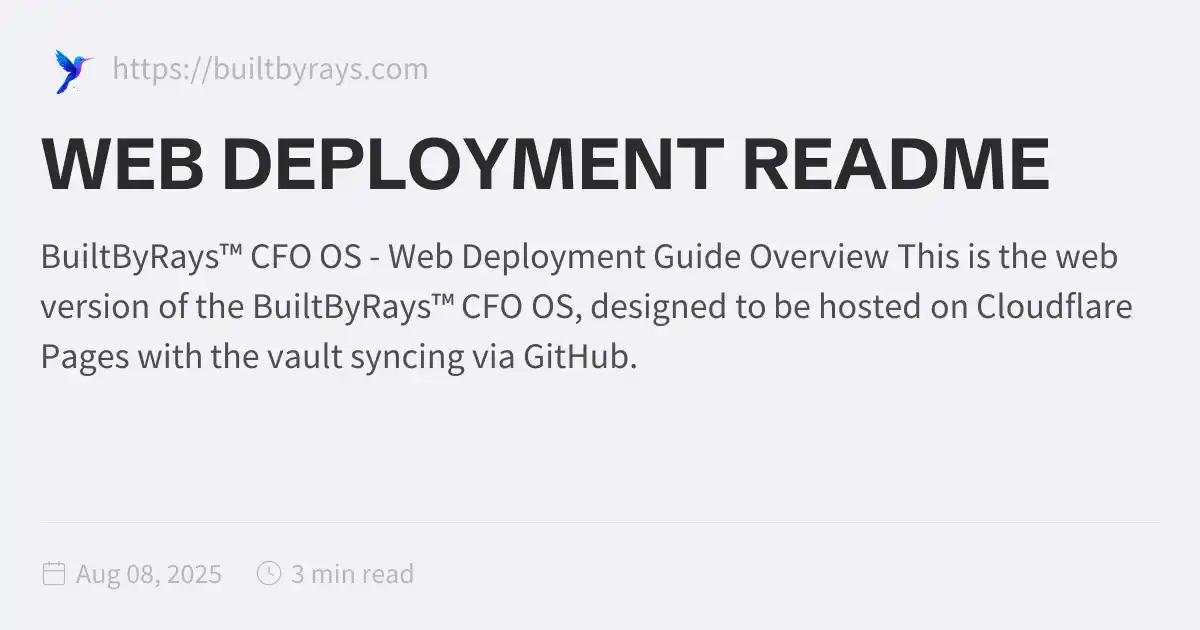 https://builtbyrays.com
WEB DEPLOYMENT README
BuiltByRays™ CFO OS - Web Deployment Guide Overview This is the web
version of the BuiltByRays™ CFO OS, designed to be hosted on Cloudflare
Pages with the vault syncing via GitHub.
Aug 08, 2025 3 min read